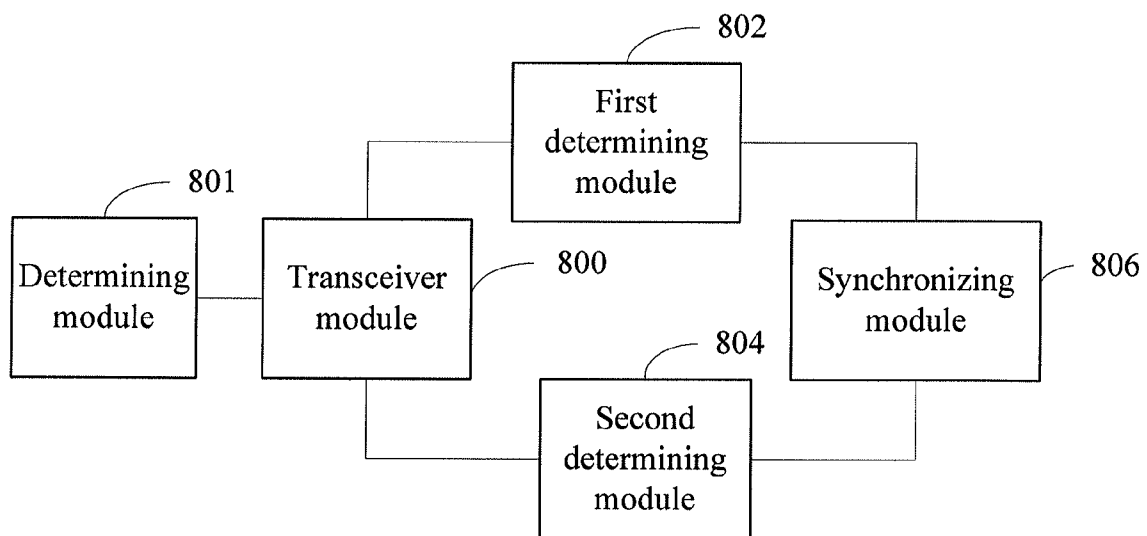 802
First
determining
module
801
Determining
module
Transceiver
module
800
Synchronizing
module
806
804
Second
determining
module